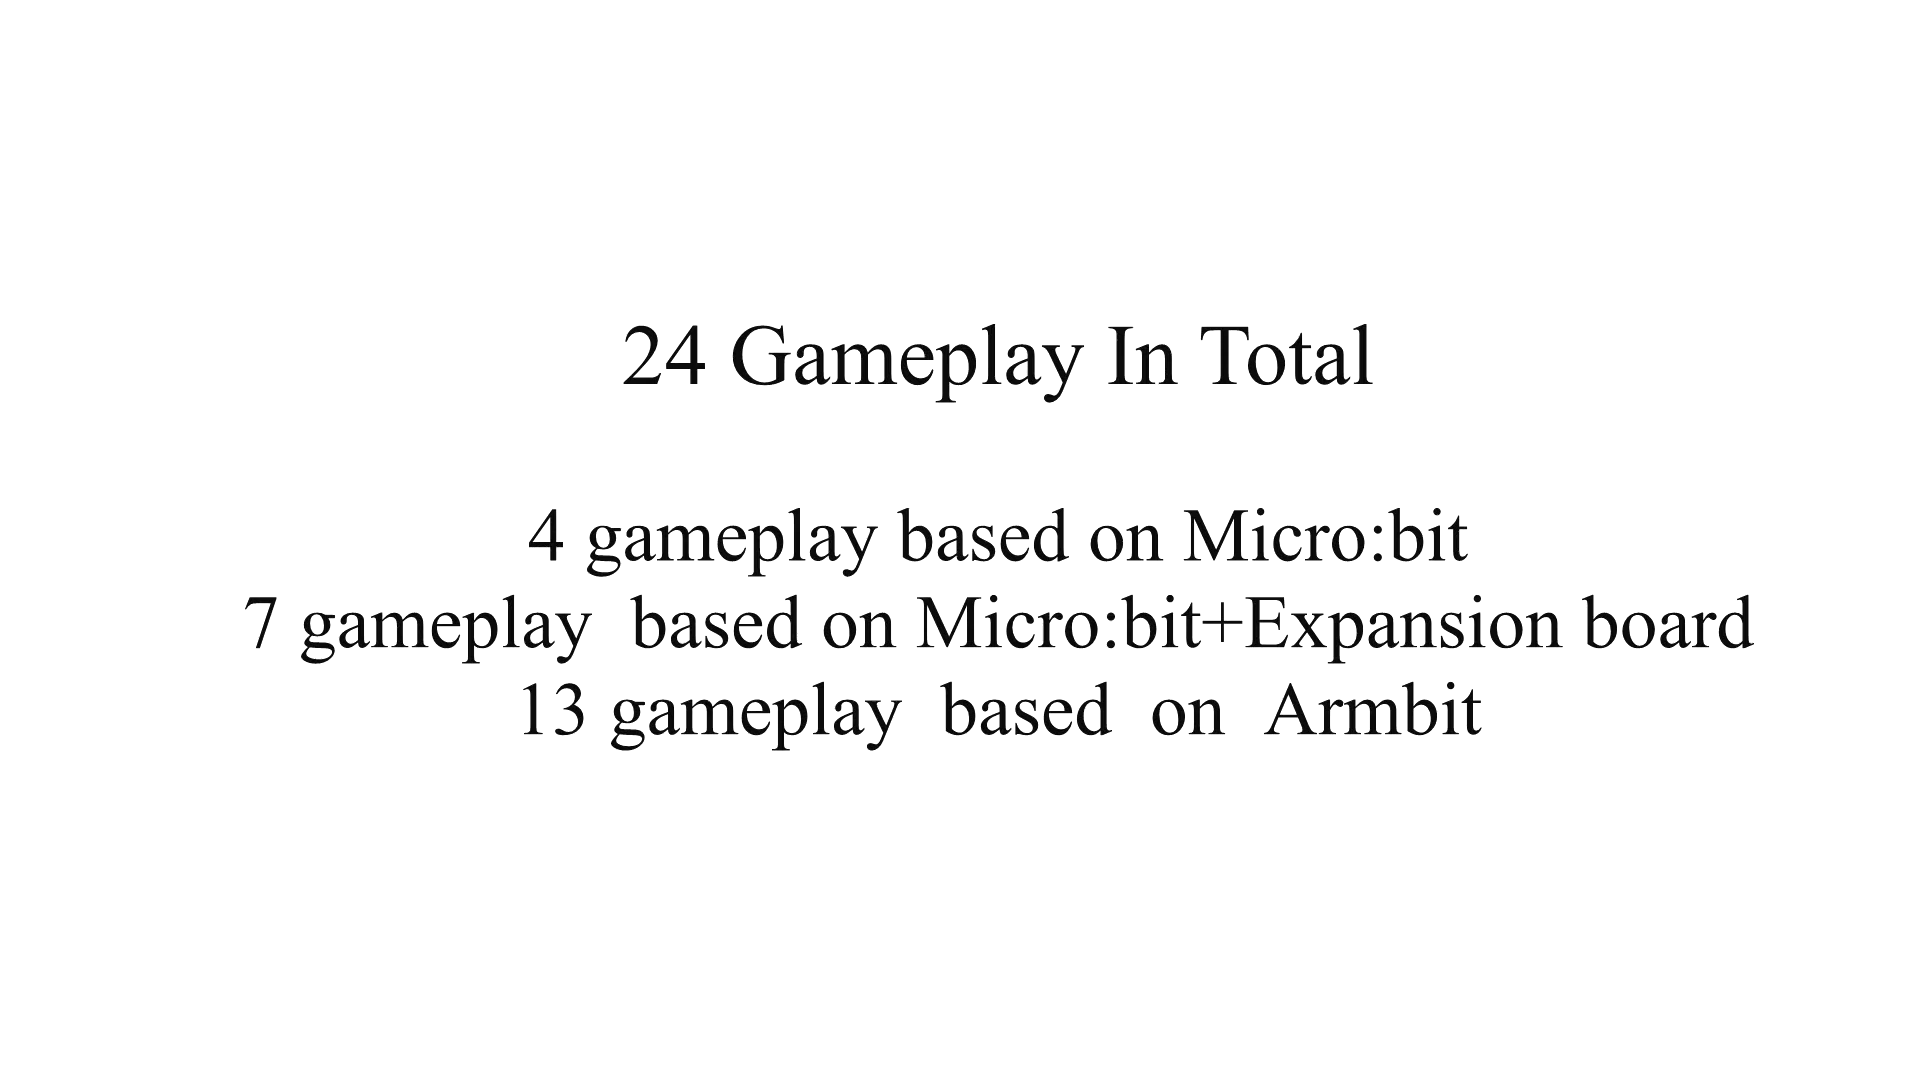 24 Gameplay In Total
4 gameplay based on Micro:bit
7 gameplay based on Micro:bit+Expansion board
13 gameplay based on Armbit